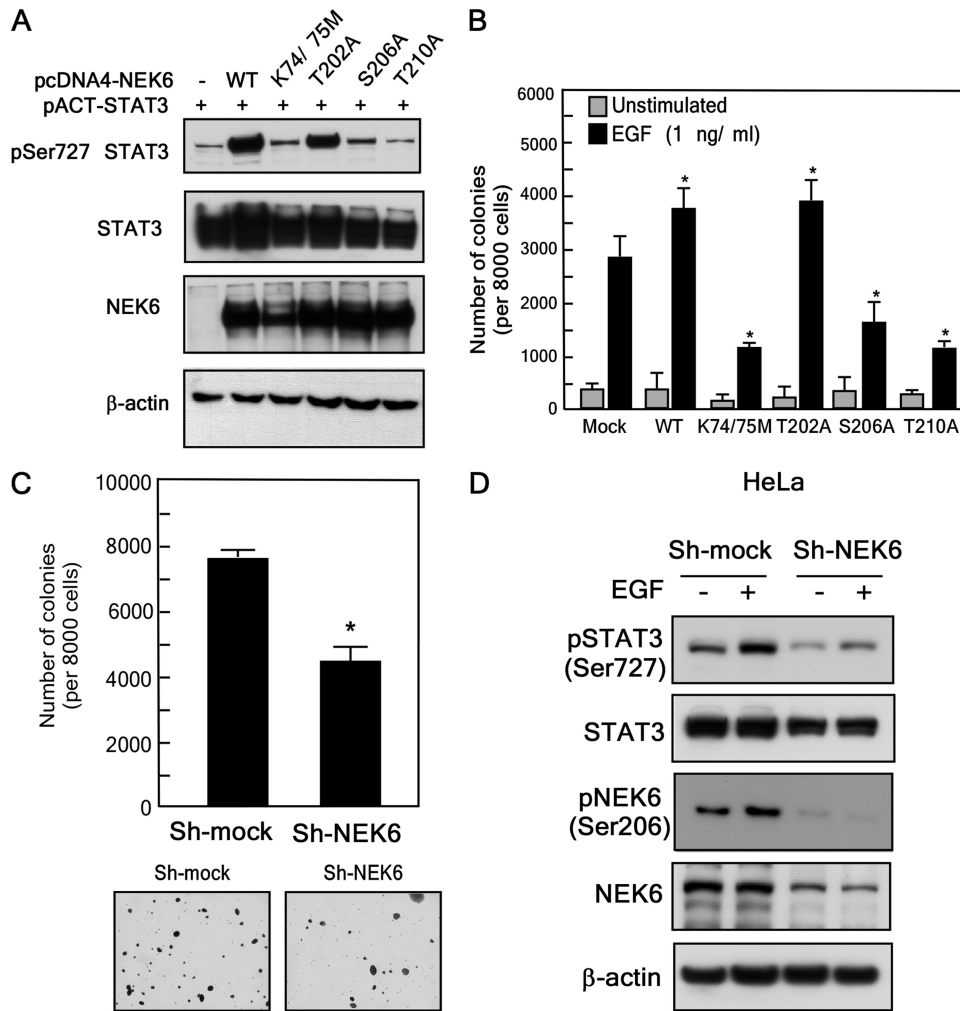 A
pcDNA4-NEK6 - WT K74/ 75M T202A S206A T210A
pACT-STAT3 + + + + + +
pSer727 STAT3
STAT3
NEK6
β-actin
B
Number of colonies
(per 8000 cells)
6000
5000
4000
3000
2000
1000
0
Unstimulated
EGF (1 ng/ ml)
* * * * *
Mock WT K74/75M T202A S206A T210A
C
Number of colonies
(per 8000 cells)
10000
8000
6000
4000
2000
0
*
Sh-mock Sh-NEK6
Sh-mock Sh-NEK6
D
HeLa
Sh-mock Sh-NEK6
EGF - + - +
pSTAT3
(Ser727)
STAT3
pNEK6
(Ser206)
NEK6
β-actin